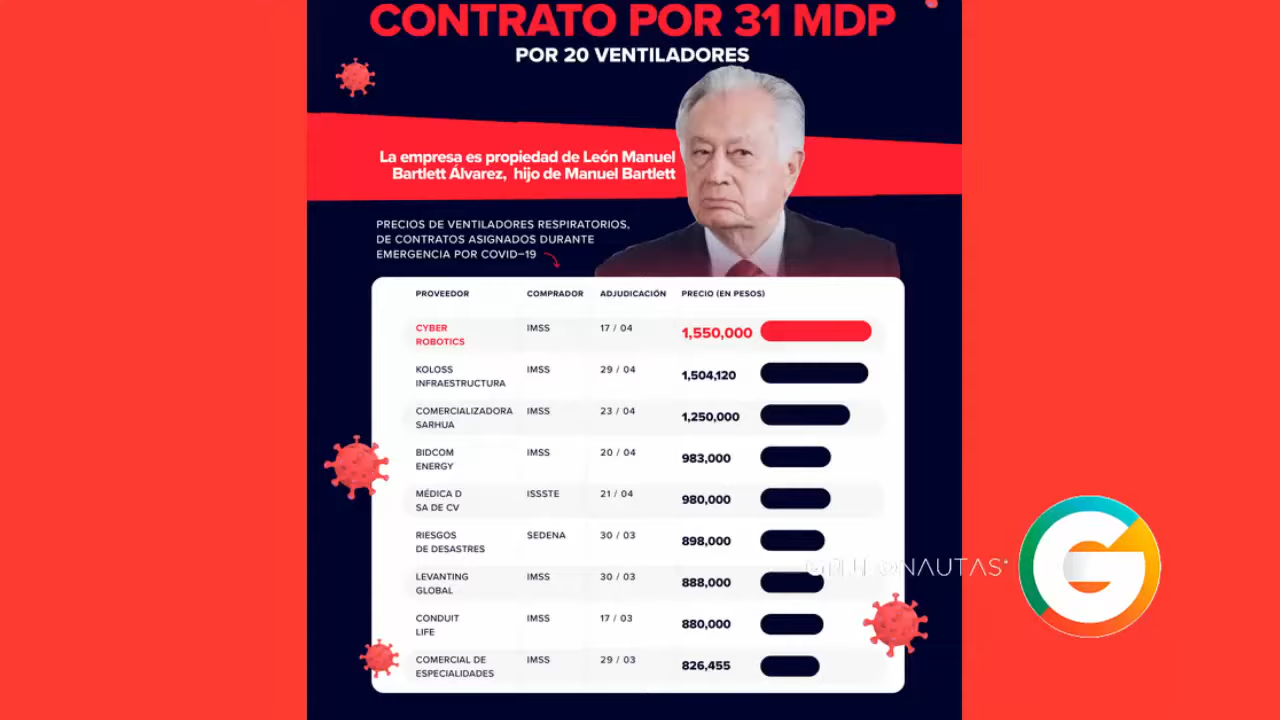 CONTRATO POR 31 MDP
POR 20 VENTILADORES
La empresa es propiedad de León Manuel
Bartlett Álvarez, hijo de Manuel Bartlett
PRECIOS DE VENTILADORES RESPIRATORIOS,
DE CONTRATOS ASIGNADOS DURANTE
EMERGENCIA POR COVID-19
PROVEEDOR COMPRADOR ADJUDICACIÓN PRECIO (EN PESOS)
CYBER IMSS 17 / 04 1,550,000
ROBOTICS
KOLOSS IMSS 29 / 04 1,504,120
INFRAESTRUCTURA
COMERCIALIZADORA IMSS 23 / 04 1,250,000
SARHUA
BIDCOM IMSS 20 / 04 983,000
ENERGY
MÉDICA D ISSSTE 21 / 04 980,000
SA DE CV
RIESGOS SEDENA 30 / 03 898,000
DE DESASTRES
LEVANTING IMSS 30 / 03 888,000
GLOBAL
CONDUIT IMSS 17 / 03 880,000
LIFE
COMERCIAL DE IMSS 29 / 03 826,455
ESPECIALIDADES
G